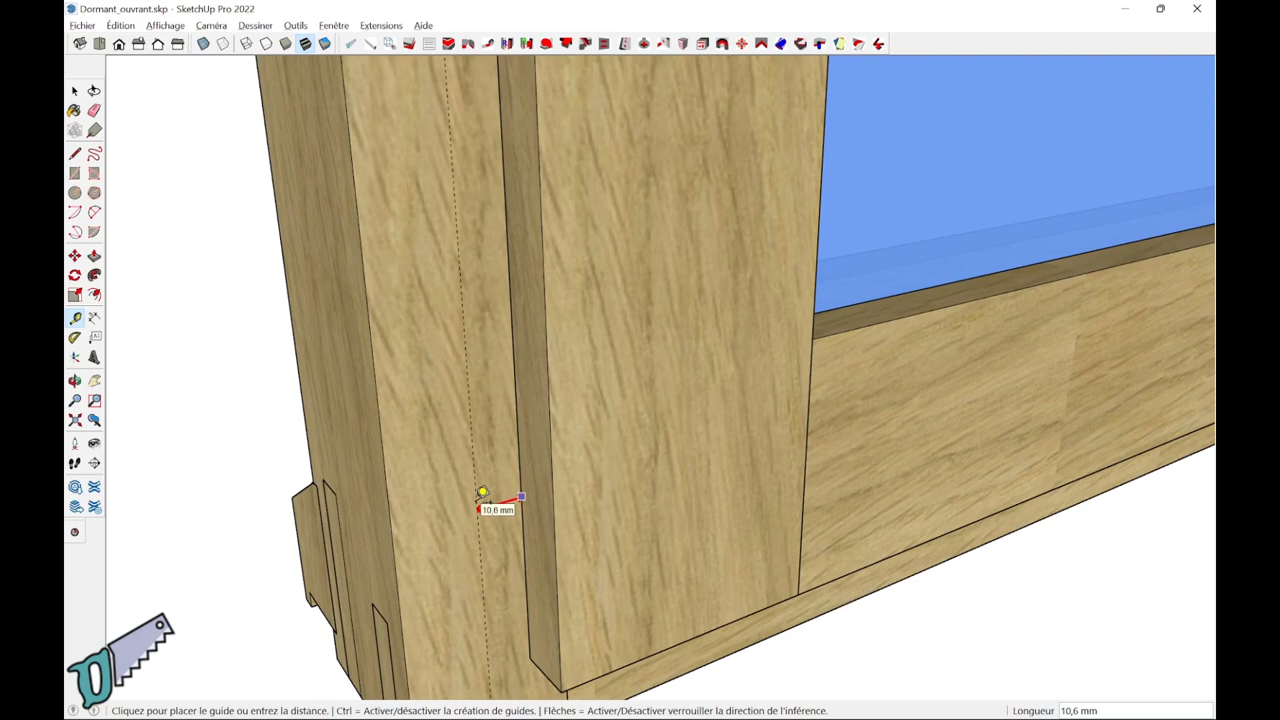 Dormant_ouvrant.skp - SketchUp Pro 2022
Fichier Édition Affichage Caméra Dessiner Outils Fenêtre Extensions Aide
10,6 mm
Cliquez pour placer le guide ou entrez la distance. | Ctrl = Activer/désactiver la création de guides. | Flèches = Activer/Désactiver verrouiller la direction de l'inférence.
Longueur 10,6 mm